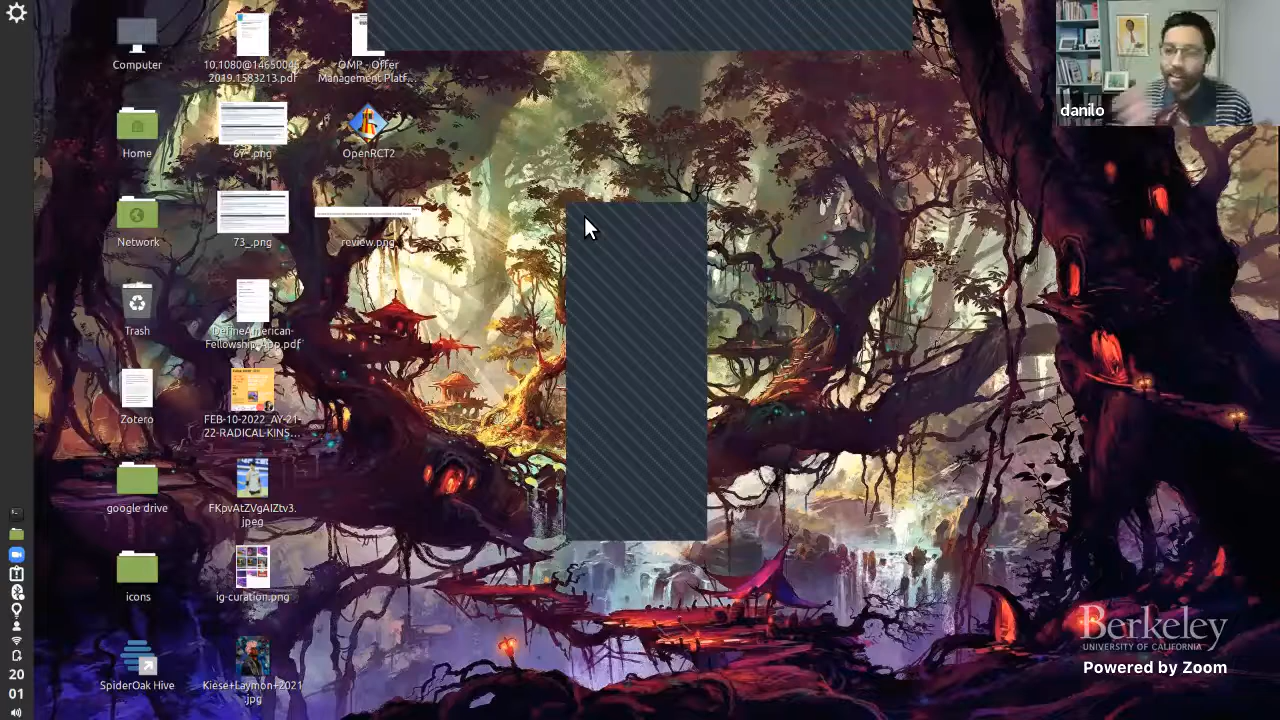 Computer
10.1080@14650045.
2019.1583213.pdf
OMP - Offer
Management Platf...
danilo
Home
67_.png
OpenRCT2
Network
73_.png
review.png
Trash
DefineAmerican-
Fellowship-App.pdf
Zotero
FEB-10-2022_AY-21-
22-RADICAL-KINS...
google drive
FKpvAtZVgAIZtv3.
jpeg
icons
ig-curation.png
SpiderOak Hive
Kiese+Laymon+2021
.jpg
20
01
Berkeley
UNIVERSITY OF CALIFORNIA
Powered by Zoom